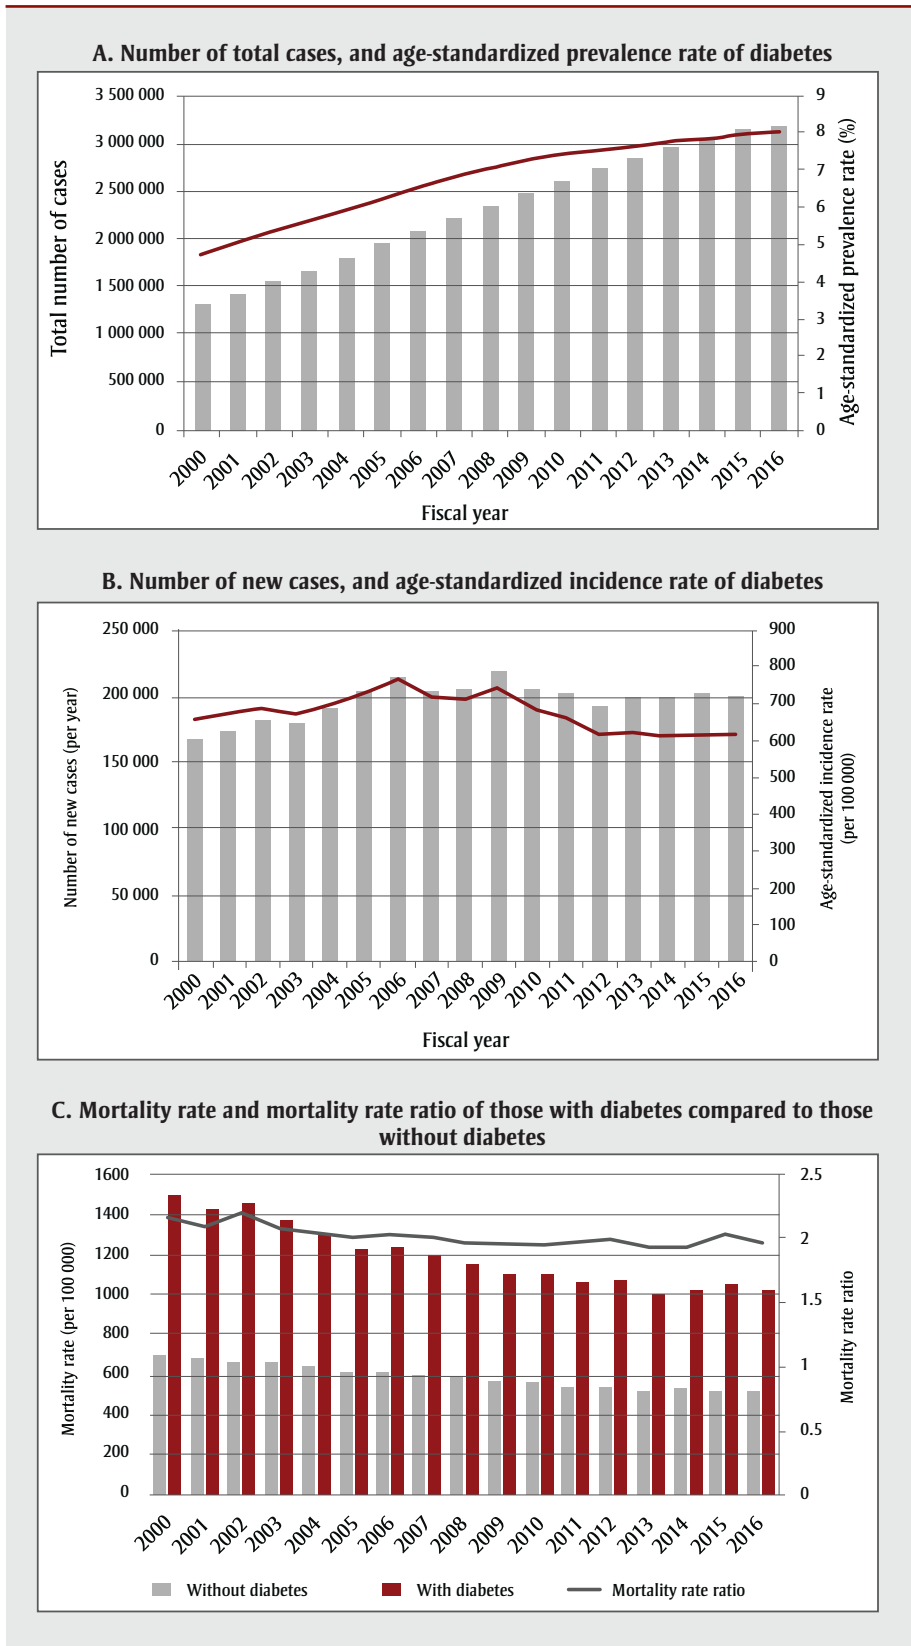 A. Number of total cases, and age-standardized prevalence rate of diabetes
Total number of cases
3 500 000
3 000 000
2 500 000
2 000 000
1 500 000
1 000 000
500 000
0
9
8
7
6
5
4
3
2
1
0
Age-standardized prevalence rate (%)
2000 2001 2002 2003 2004 2005 2006 2007 2008 2009 2010 2011 2012 2013 2014 2015 2016
Fiscal year
B. Number of new cases, and age-standardized incidence rate of diabetes
Number of new cases (per year)
250 000
200 000
150 000
100 000
50 000
0
900
800
700
600
500
400
300
200
100
0
Age-standardized incidence rate
(per 100 000)
2000 2001 2002 2003 2004 2005 2006 2007 2008 2009 2010 2011 2012 2013 2014 2015 2016
Fiscal year
C. Mortality rate and mortality rate ratio of those with diabetes compared to those
without diabetes
Mortality rate (per 100 000)
1600
1400
1200
1000
800
600
400
200
0
2.5
2
1.5
1
0.5
0
Mortality rate ratio
2000 2001 2002 2003 2004 2005 2006 2007 2008 2009 2010 2011 2012 2013 2014 2015 2016
Without diabetes With diabetes Mortality rate ratio